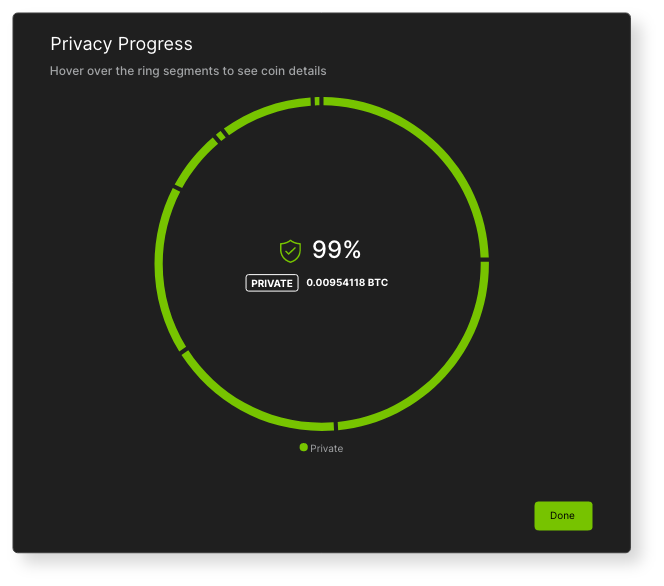 Privacy Progress
Hover over the ring segments to see coin details
99%
PRIVATE 0.00954118 BTC
Private
Done